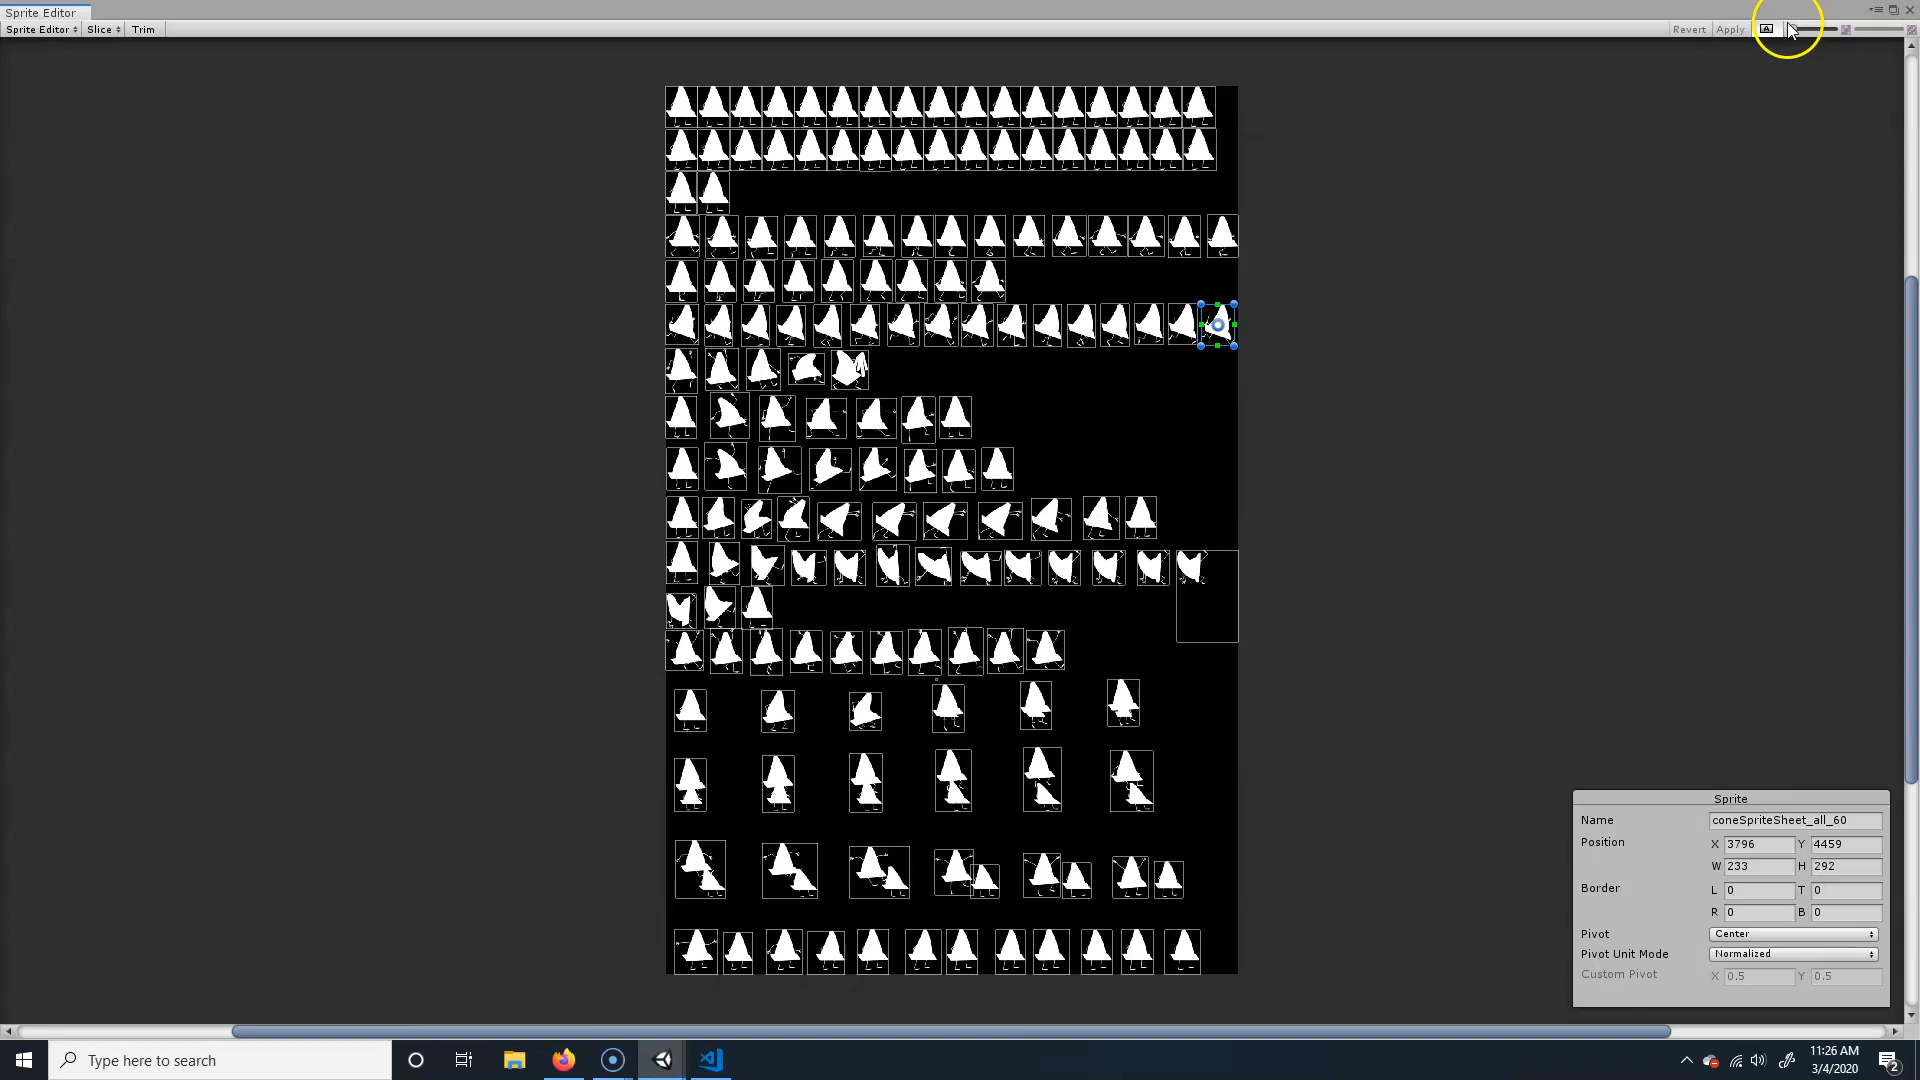 Sprite Editor
Sprite Editor Slice Trim Revert Apply A
Sprite
Name coneSpriteSheet_all_60
Position X 3796 Y 4459
W 233 H 292
Border L 0 T 0
R 0 B 0
Pivot Center
Pivot Unit Mode Normalized
Custom Pivot X 0.5 Y 0.5
Type here to search
11:26 AM
3/4/2020
2